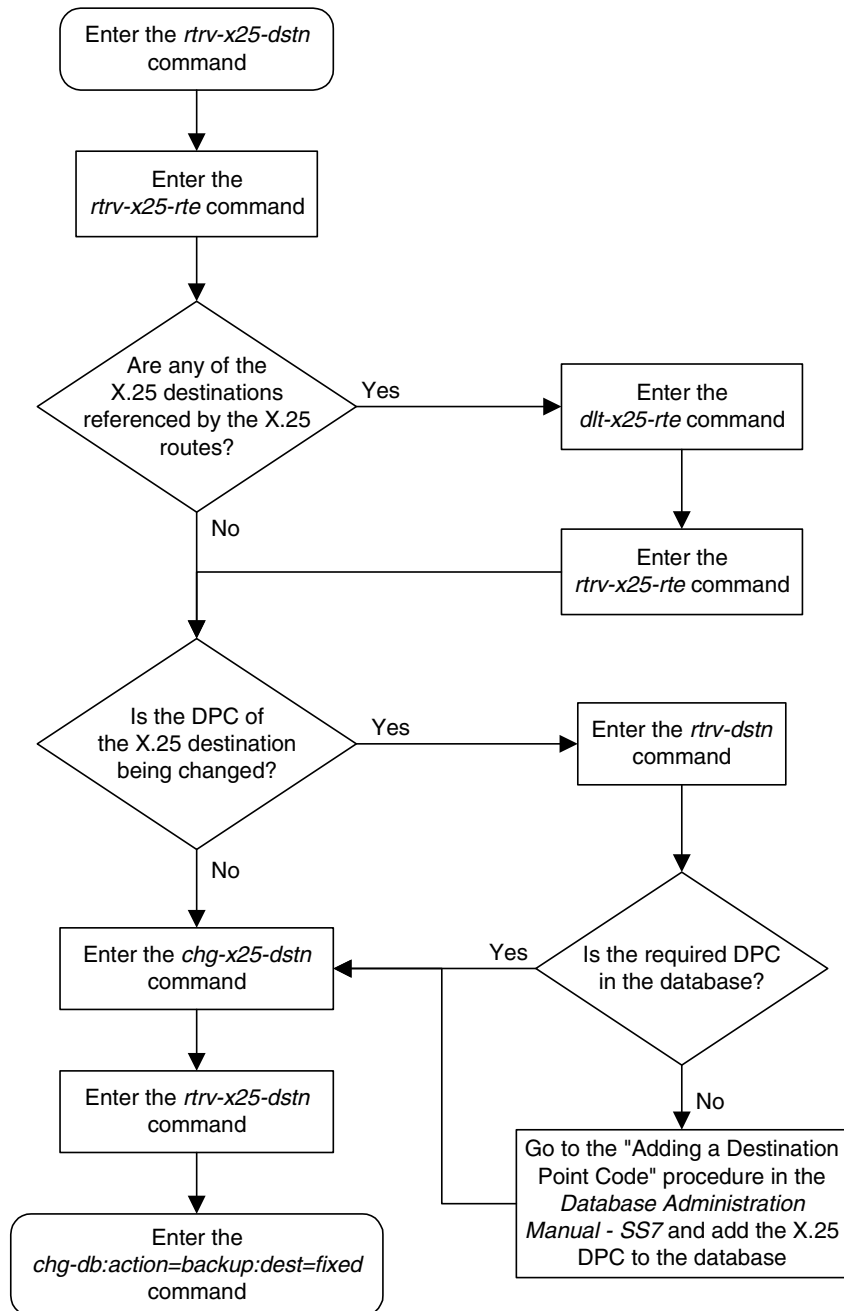 Enter the rtrv-x25-dstn
command
Enter the
rtrv-x25-rte command
Are any of the
X.25 destinations
referenced by the X.25
routes?
Yes
Enter the
dlt-x25-rte command
No
Enter the
rtrv-x25-rte command
Is the DPC of
the X.25 destination
being changed?
Yes
Enter the rtrv-dstn
command
No
Enter the chg-x25-dstn
command
Yes
Is the required DPC
in the database?
Enter the rtrv-x25-dstn
command
No
Go to the "Adding a Destination
Point Code" procedure in the
Database Administration
Manual - SS7 and add the X.25
DPC to the database
Enter the
chg-db:action=backup:dest=fixed
command